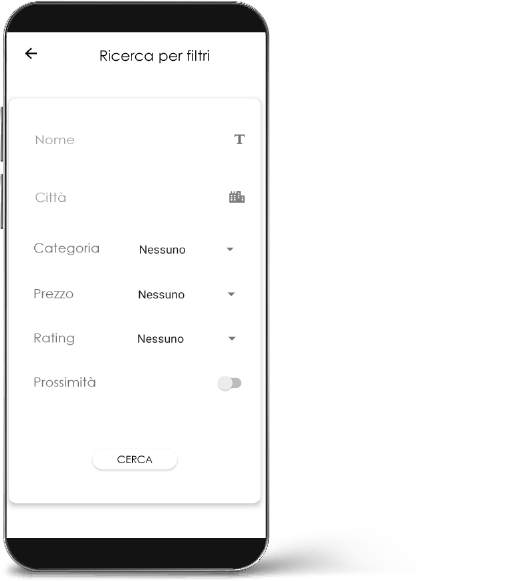 Ricerca per filtri
Nome T
Città
Categoria Nessuno
Prezzo Nessuno
Rating Nessuno
Prossimità
CERCA